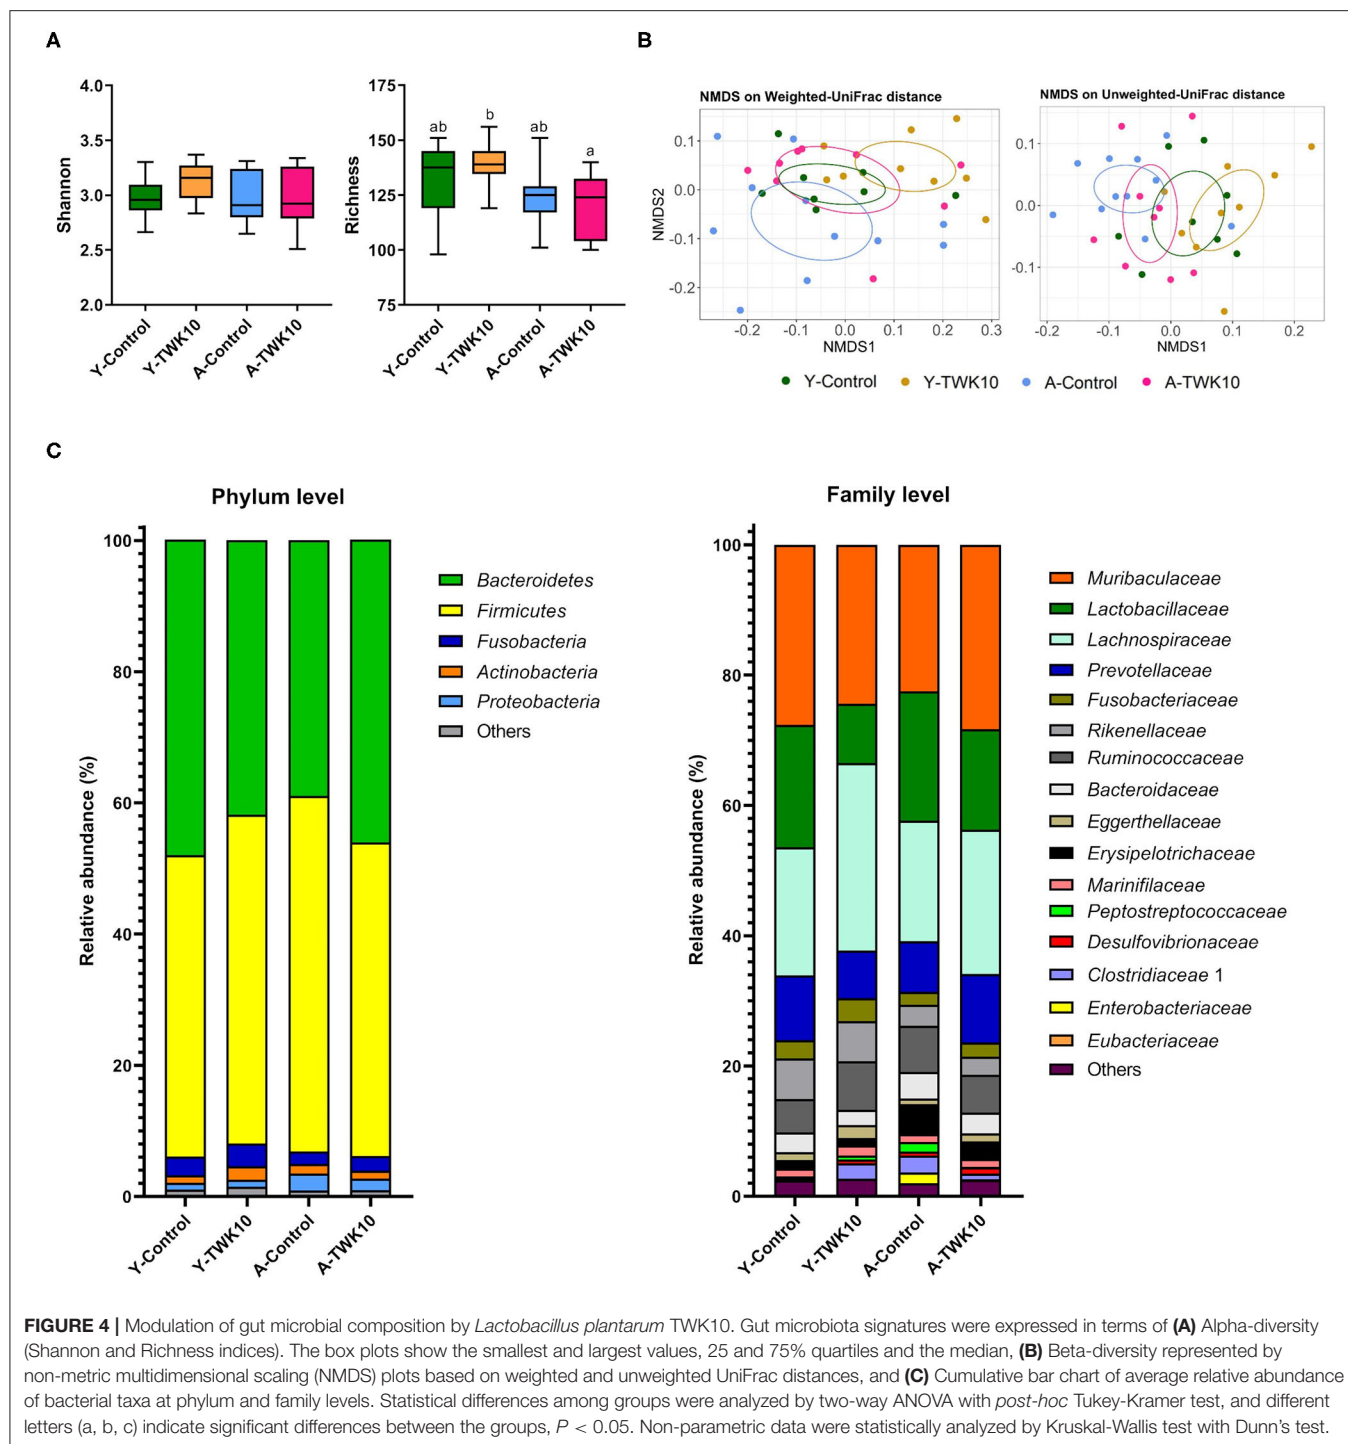 A
B
Shannon
4.0
3.5
3.0
2.5
2.0
Y-Control
Y-TWK10
A-Control
A-TWK10
Richness
175
150
125
100
75
ab
b
ab
a
Y-Control
Y-TWK10
A-Control
A-TWK10
NMDS on Weighted-UniFrac distance
NMDS2
0.1
0.0
-0.1
-0.2
-0.2
-0.1
0.0
0.1
0.2
0.3
NMDS1
NMDS on Unweighted-UniFrac distance
0.1
0.0
-0.1
-0.2
-0.1
0.0
0.1
0.2
NMDS1
Y-Control
Y-TWK10
A-Control
A-TWK10
C
Phylum level
Relative abundance (%)
100
80
60
40
20
0
Y-Control
Y-TWK10
A-Control
A-TWK10
Bacteroidetes
Firmicutes
Fusobacteria
Actinobacteria
Proteobacteria
Others
Family level
Relative abundance (%)
100
80
60
40
20
0
Y-Control
Y-TWK10
A-Control
A-TWK10
Muribaculaceae
Lactobacillaceae
Lachnospiraceae
Prevotellaceae
Fusobacteriaceae
Rikenellaceae
Ruminococcaceae
Bacteroidaceae
Eggerthellaceae
Erysipelotrichaceae
Marinifilaceae
Peptostreptococcaceae
Desulfovibrionaceae
Clostridiaceae 1
Enterobacteriaceae
Eubacteriaceae
Others
FIGURE 4 | Modulation of gut microbial composition by Lactobacillus plantarum TWK10. Gut microbiota signatures were expressed in terms of (A) Alpha-diversity
(Shannon and Richness indices). The box plots show the smallest and largest values, 25 and 75% quartiles and the median, (B) Beta-diversity represented by
non-metric multidimensional scaling (NMDS) plots based on weighted and unweighted UniFrac distances, and (C) Cumulative bar chart of average relative abundance
of bacterial taxa at phylum and family levels. Statistical differences among groups were analyzed by two-way ANOVA with post-hoc Tukey-Kramer test, and different
letters (a, b, c) indicate significant differences between the groups, P < 0.05. Non-parametric data were statistically analyzed by Kruskal-Wallis test with Dunn's test.